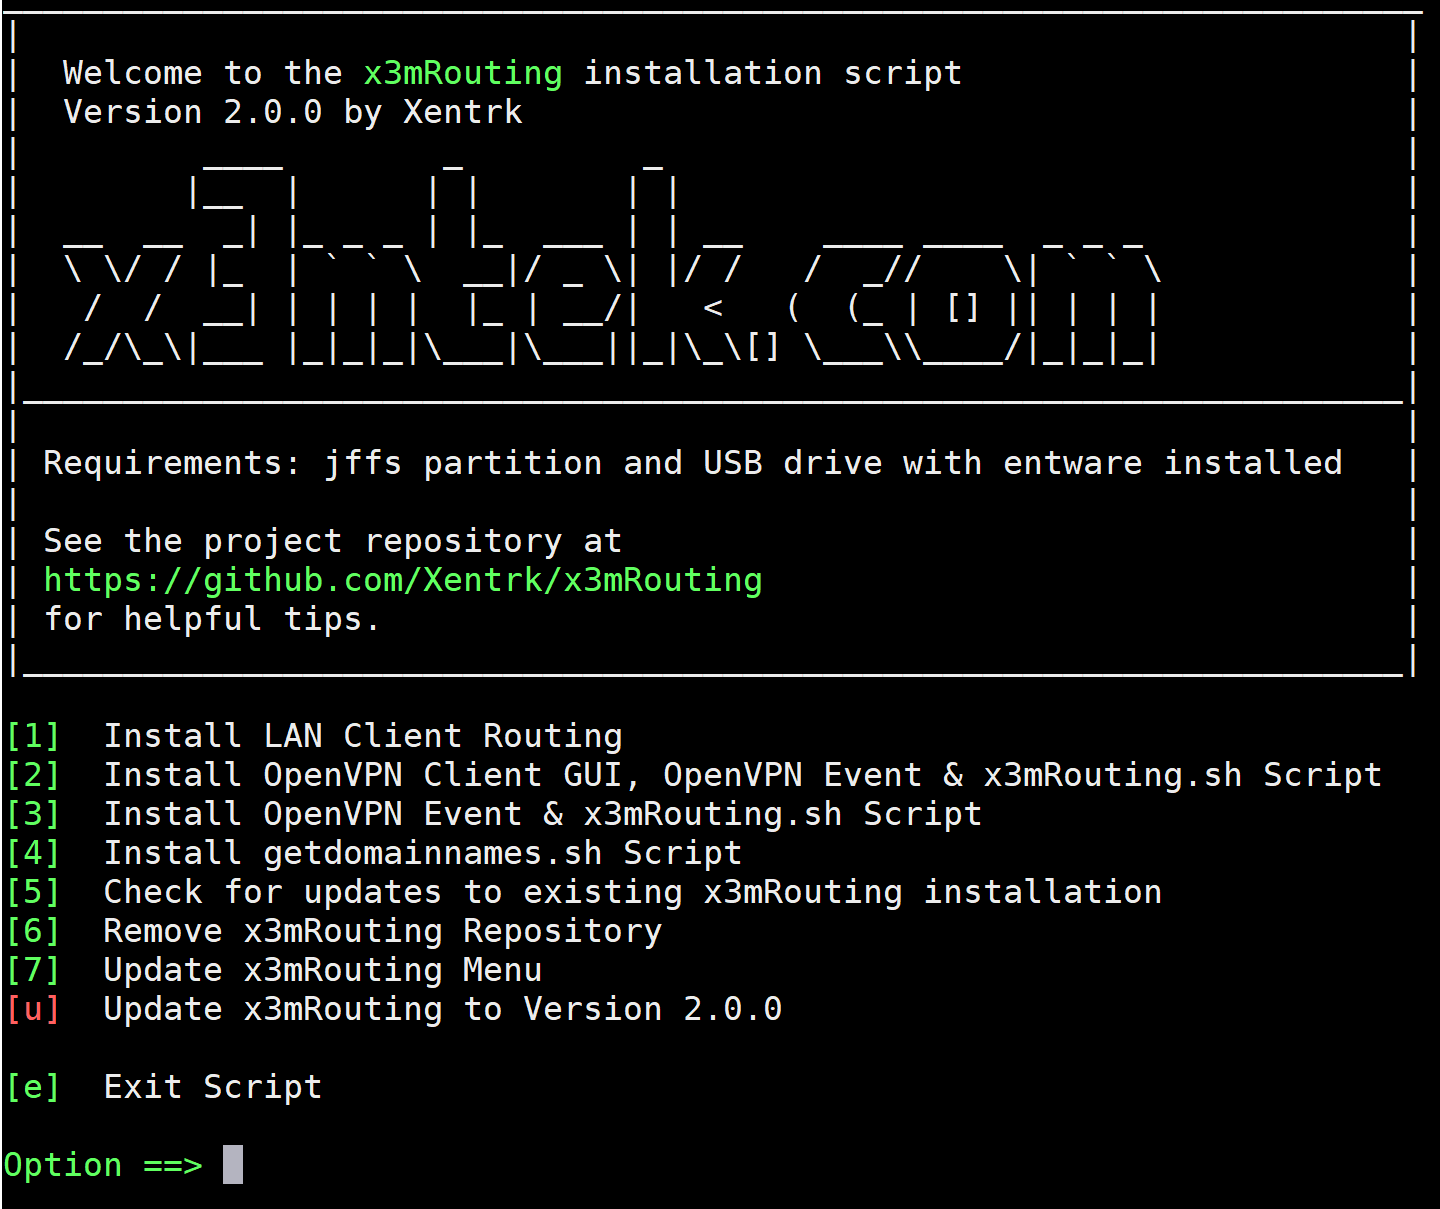 Welcome to the x3mRouting installation script
Version 2.0.0 by Xentrk
x3mtek.com
Requirements: jffs partition and USB drive with entware installed
See the project repository at
https://github.com/Xentrk/x3mRouting
for helpful tips.
[1]  Install LAN Client Routing
[2]  Install OpenVPN Client GUI, OpenVPN Event & x3mRouting.sh Script
[3]  Install OpenVPN Event & x3mRouting.sh Script
[4]  Install getdomainnames.sh Script
[5]  Check for updates to existing x3mRouting installation
[6]  Remove x3mRouting Repository
[7]  Update x3mRouting Menu
[u]  Update x3mRouting to Version 2.0.0
[e]  Exit Script
Option ==>